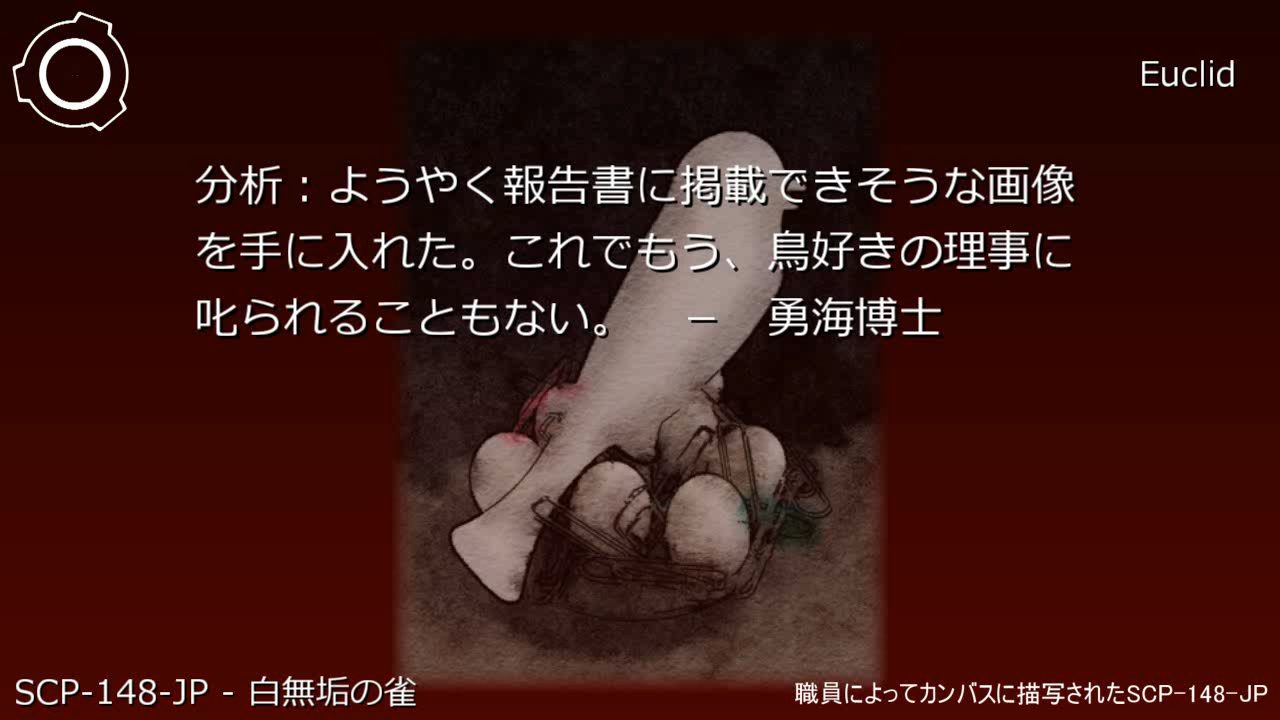 Euclid
分析：ようやく報告書に掲載できそうな画像
を手に入れた。これでもう、鳥好きの理事に
叱られることもない。　－　勇海博士
SCP-148-JP - 白無垢の雀
職員によってカンバスに描写されたSCP-148-JP